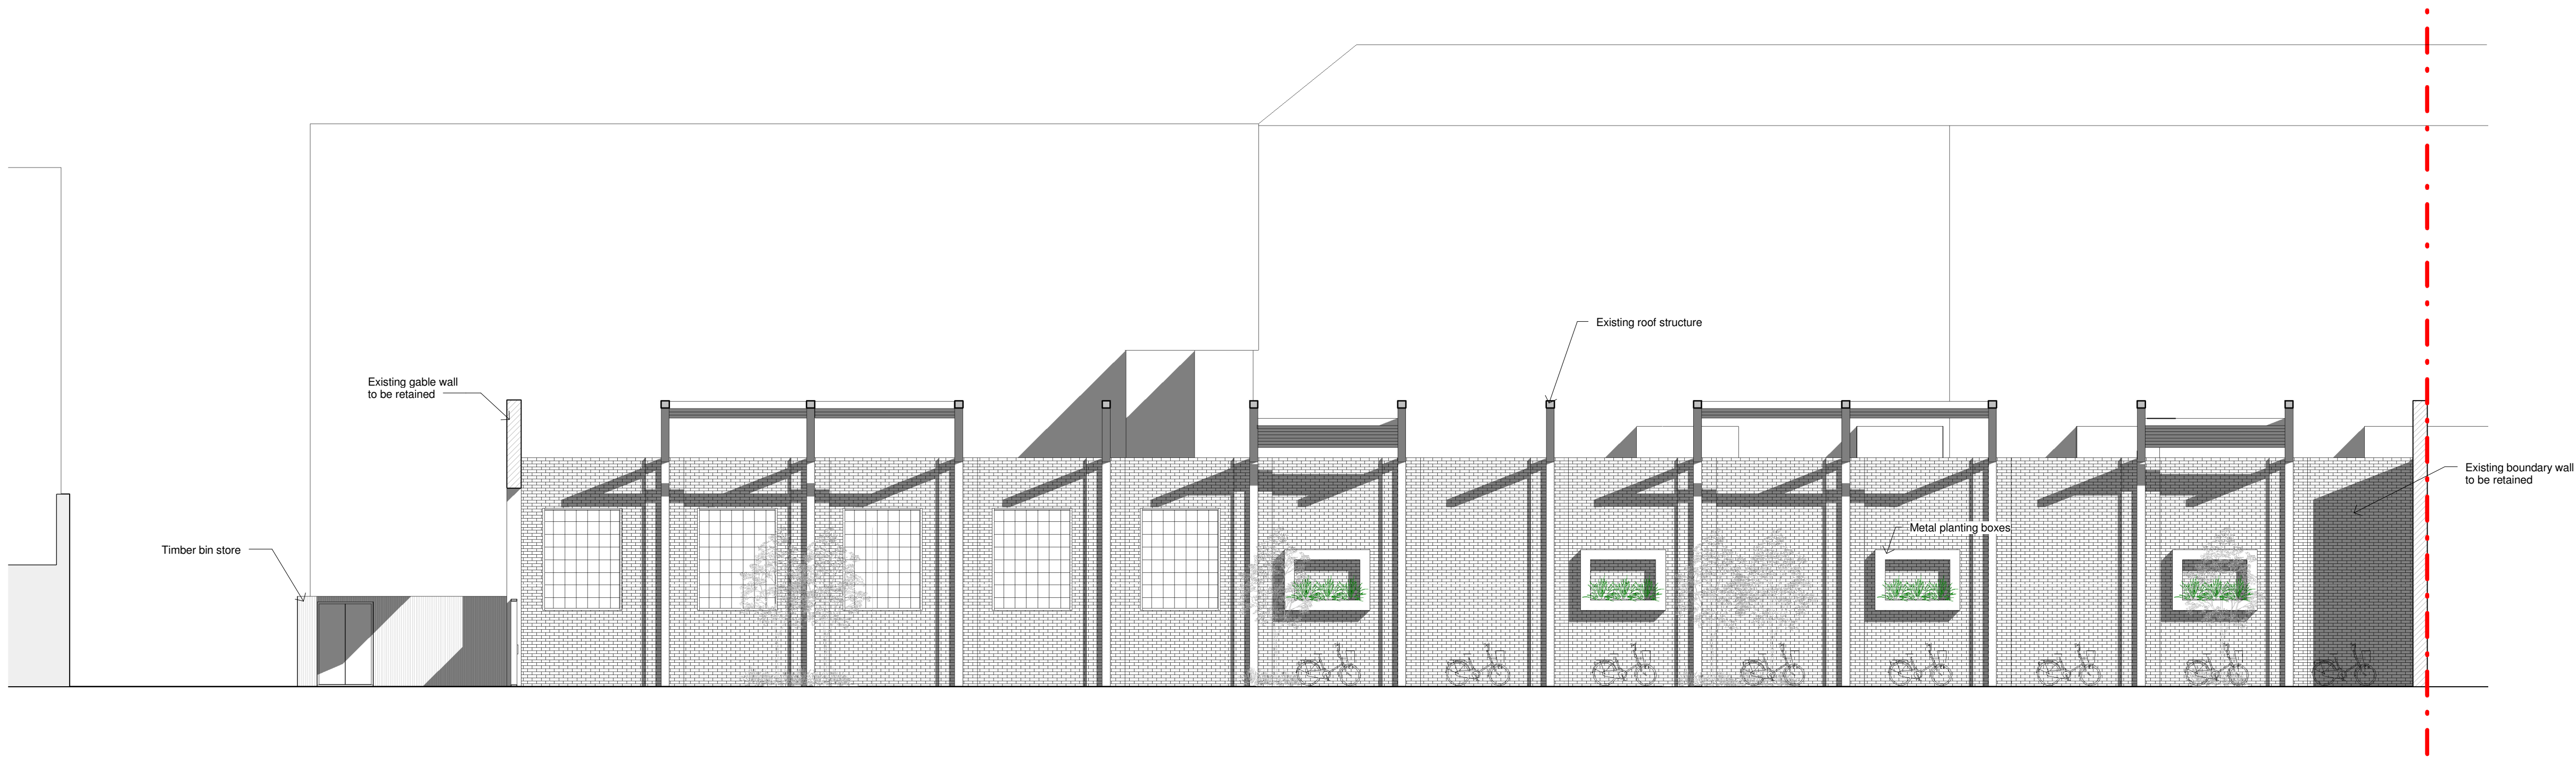 Existing roof structure
Existing gable wall
to be retained
Existing boundary wall
to be retained
Metal planting boxes
Timber bin store